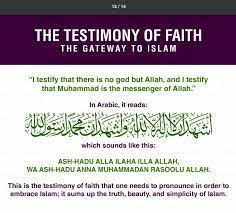 13 / 14
THE TESTIMONY OF FAITH
THE GATEWAY TO ISLAM
"I testify that there is no god but Allah, and I testify
that Muhammad is the messenger of Allah."
In Arabic, it reads:
أشهد أن لا إله إلا الله وأشهد أن محمدا رسول الله
which sounds like this:
ASH-HADU ALLA ILAHA ILLA ALLAH,
WA ASH-HADU ANNA MUHAMMADAN RASOOLU ALLAH.
This is the testimony of faith that one needs to pronounce in order to
embrace Islam; it sums up the truth, beauty, and simplicity of Islam.